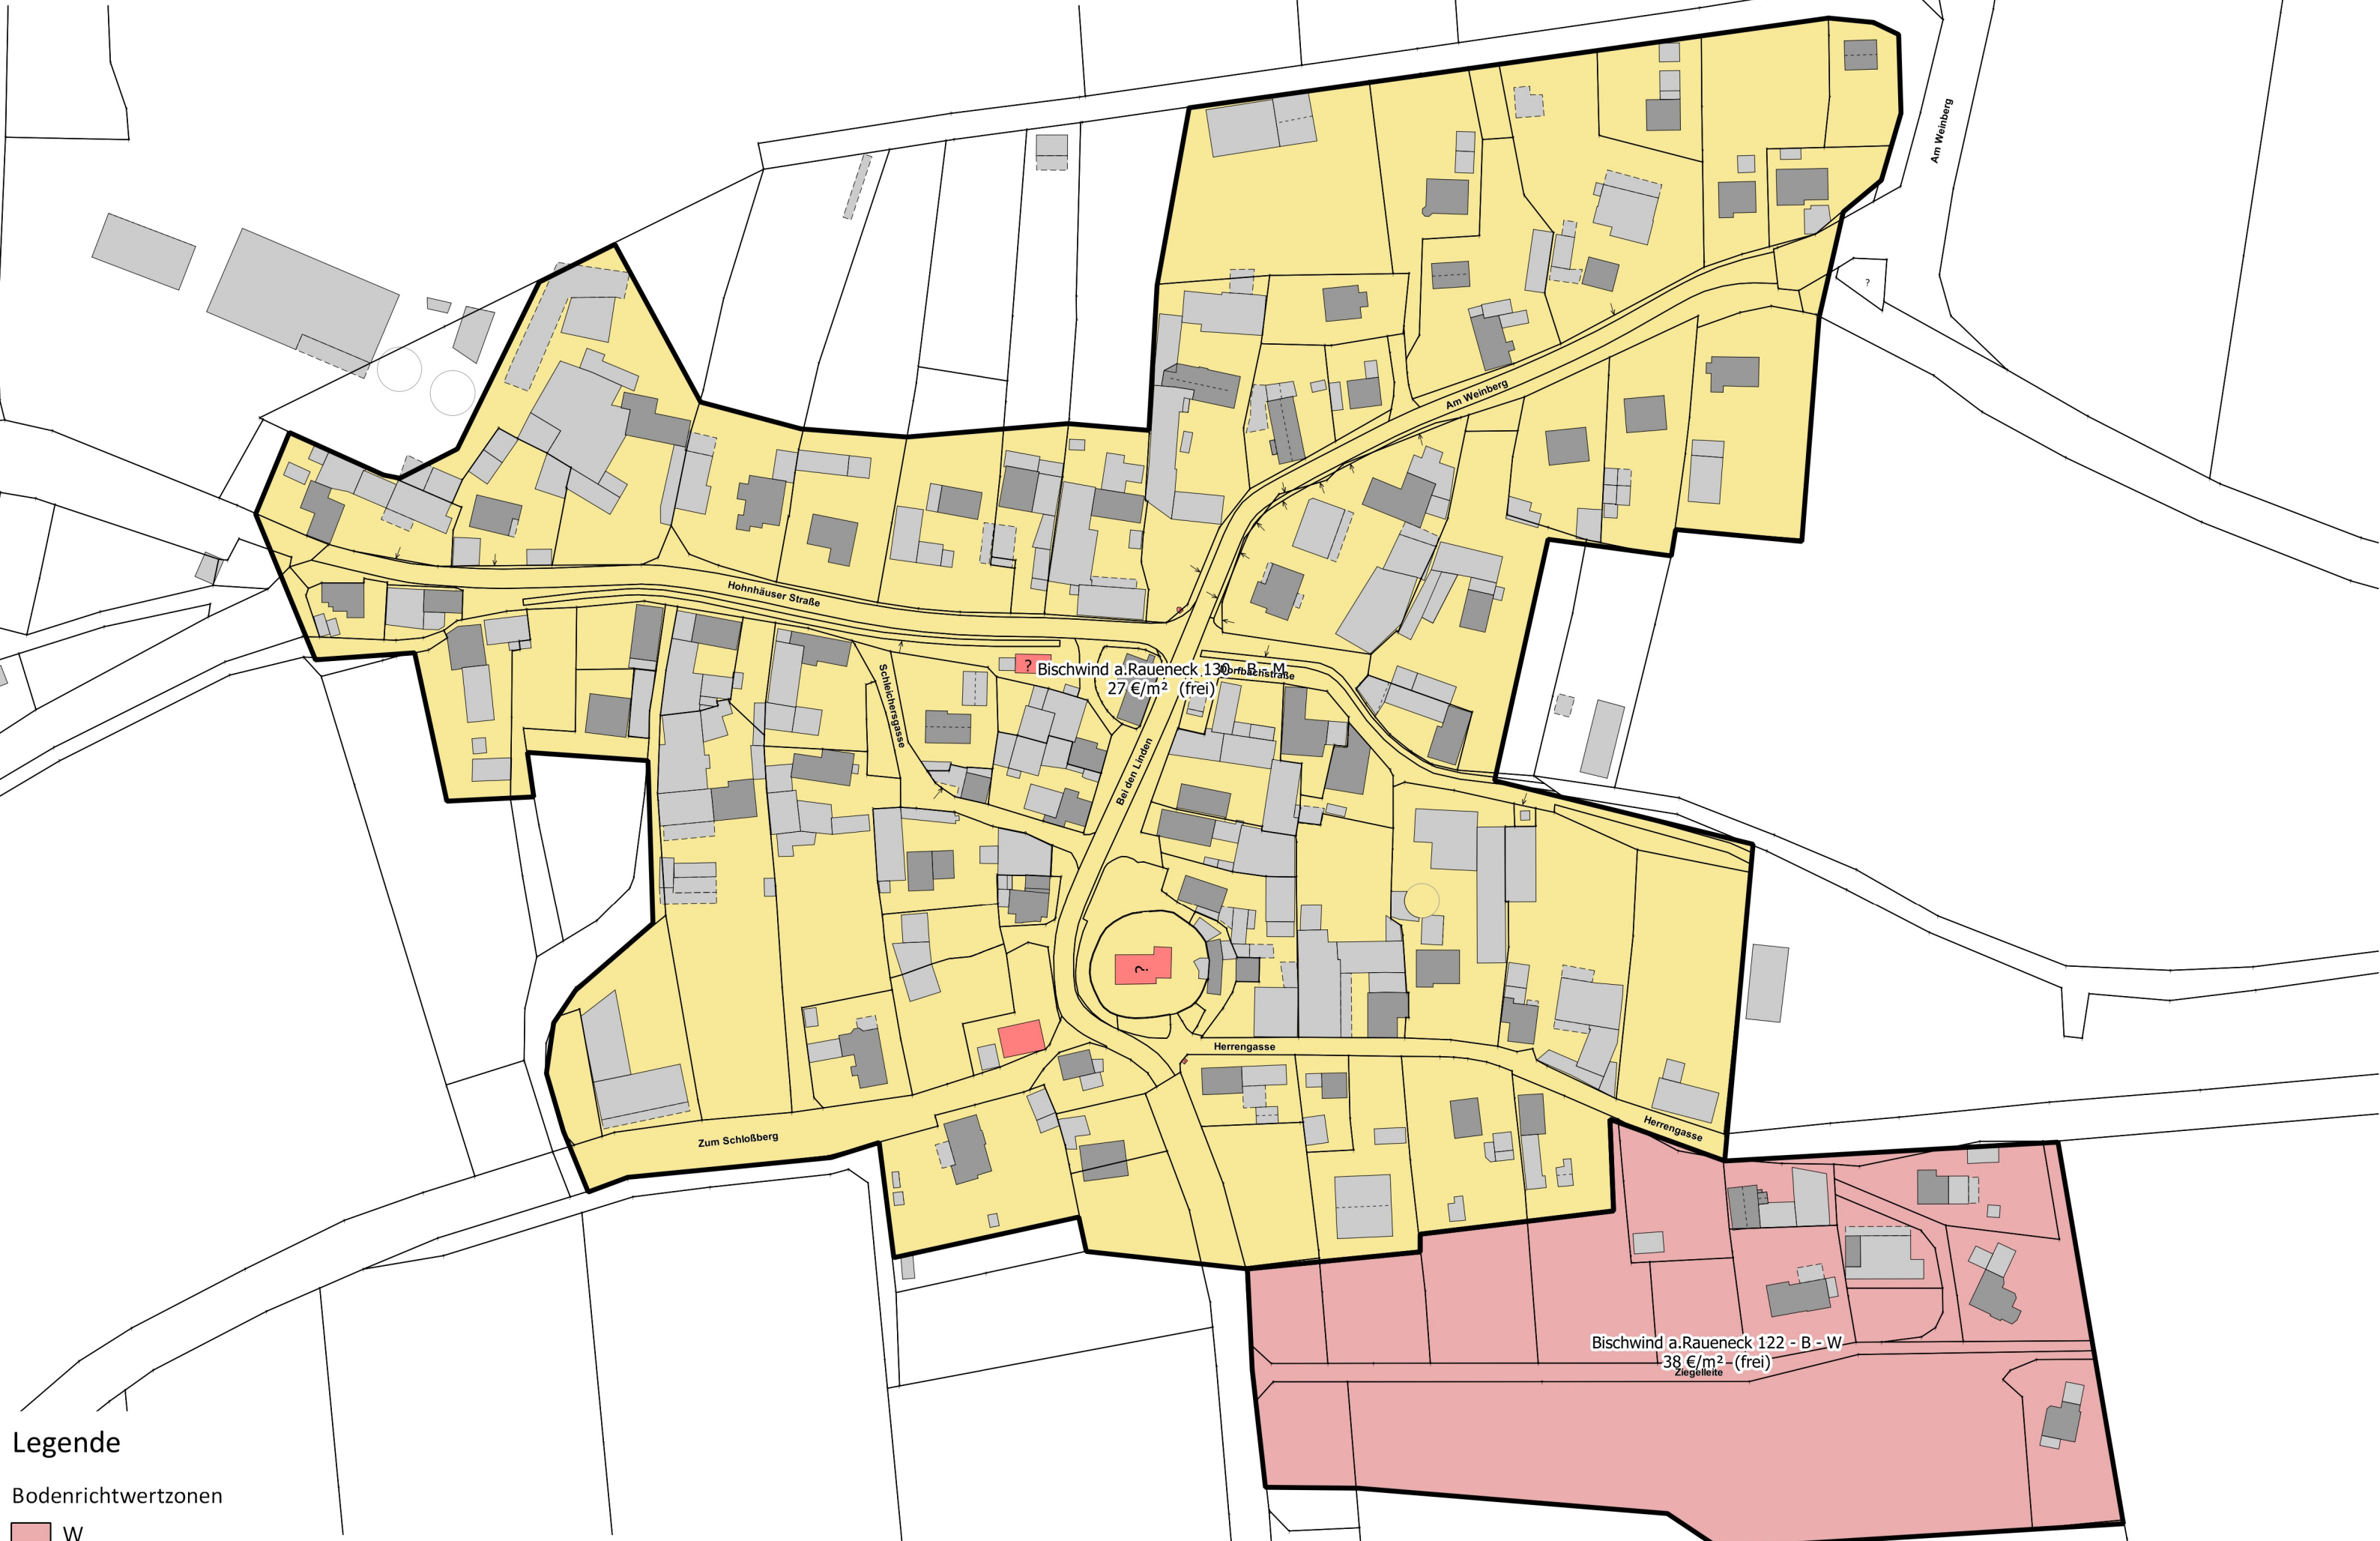 Am Weinberg
?
Am Weinberg
Hohnhäuser Straße
Schleichersgasse
?
Bischwind a.Raueneck 130 - B - M
27 €/m² (frei)
Dorfbachstraße
Bei den Linden
?
Herrengasse
Herrengasse
Zum Schloßberg
Bischwind a.Raueneck 122 - B - W
38 €/m² (frei)
Ziegelleite
Legende
Bodenrichtwertzonen
W